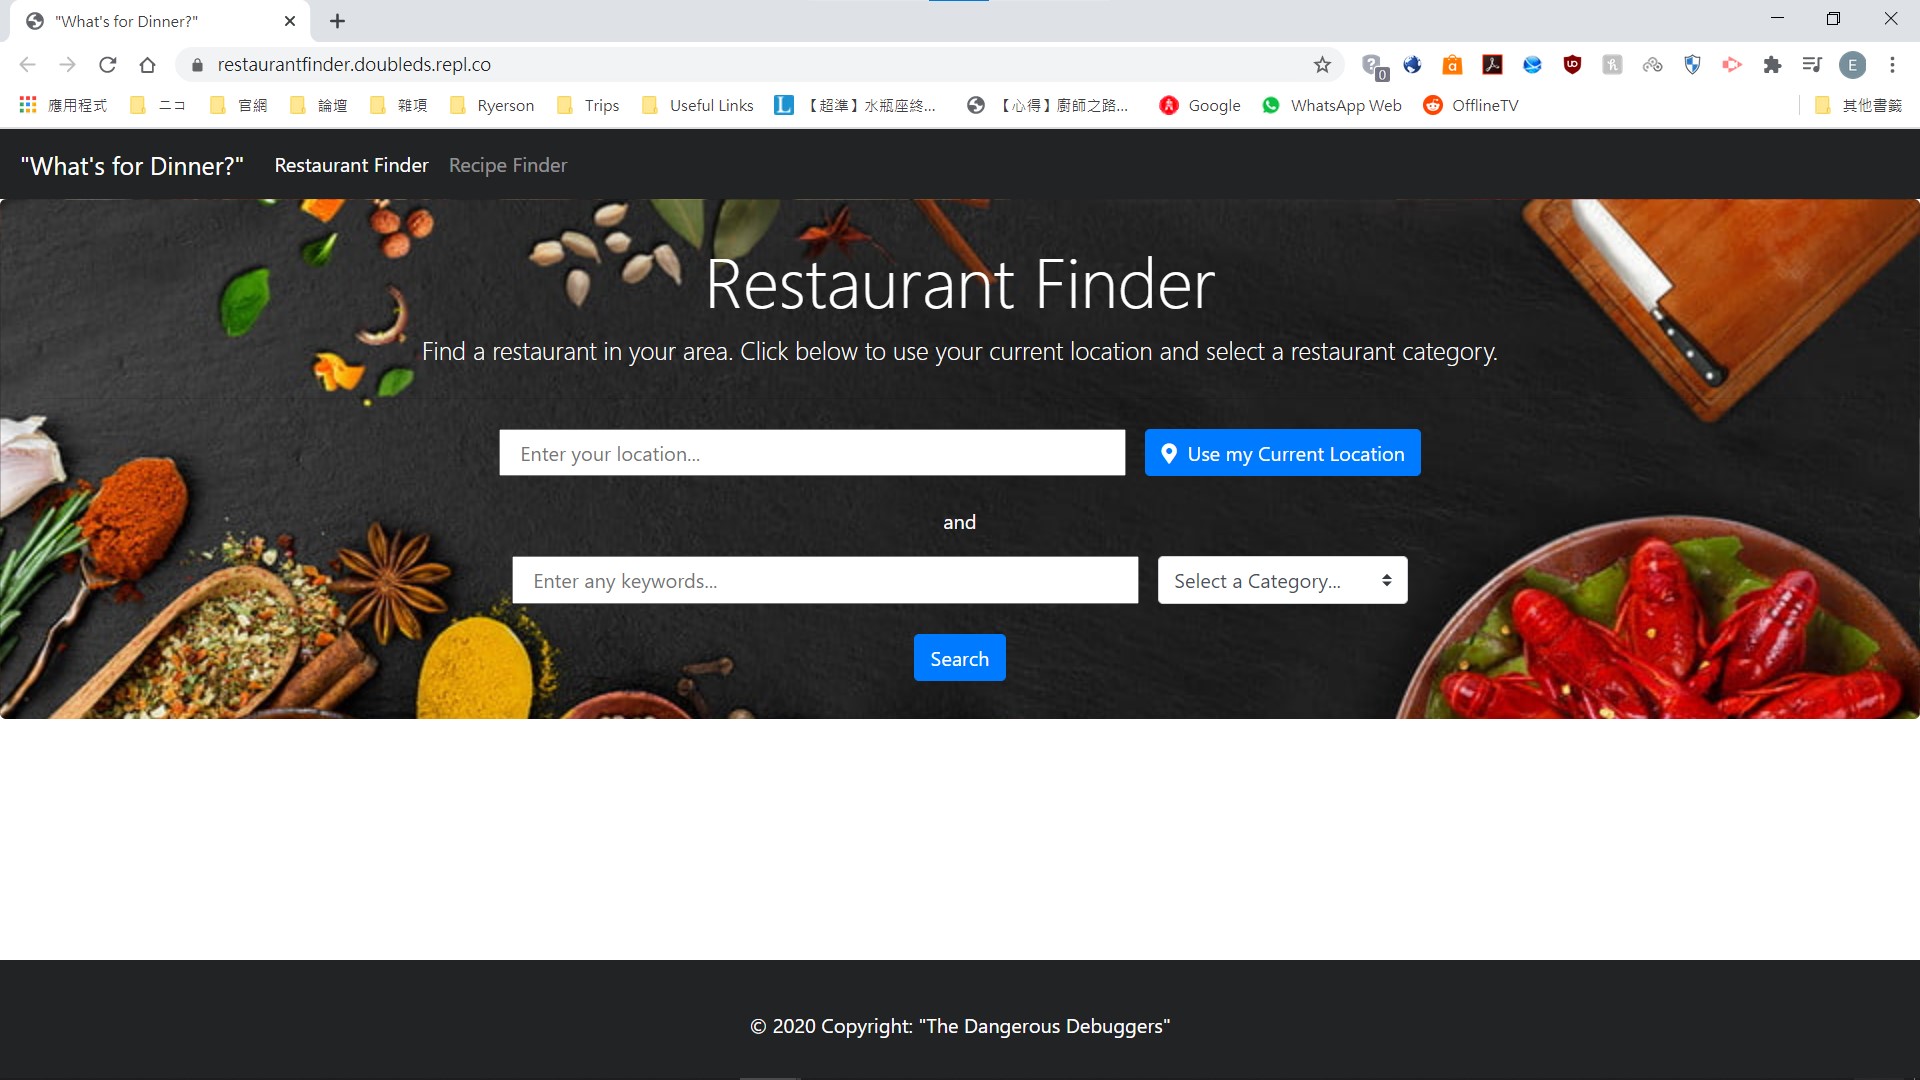 "What's for Dinner?"
restaurantfinder.doubleds.repl.co
0
E
應用程式 ニコ 官網 論壇 雜項 Ryerson Trips Useful Links 【超準】水瓶座終... 【心得】廚師之路... Google WhatsApp Web OfflineTV 其他書籤
"What's for Dinner?" Restaurant Finder Recipe Finder
Restaurant Finder
Find a restaurant in your area. Click below to use your current location and select a restaurant category.
Enter your location... Use my Current Location
and
Enter any keywords... Select a Category...
Search
© 2020 Copyright: "The Dangerous Debuggers"